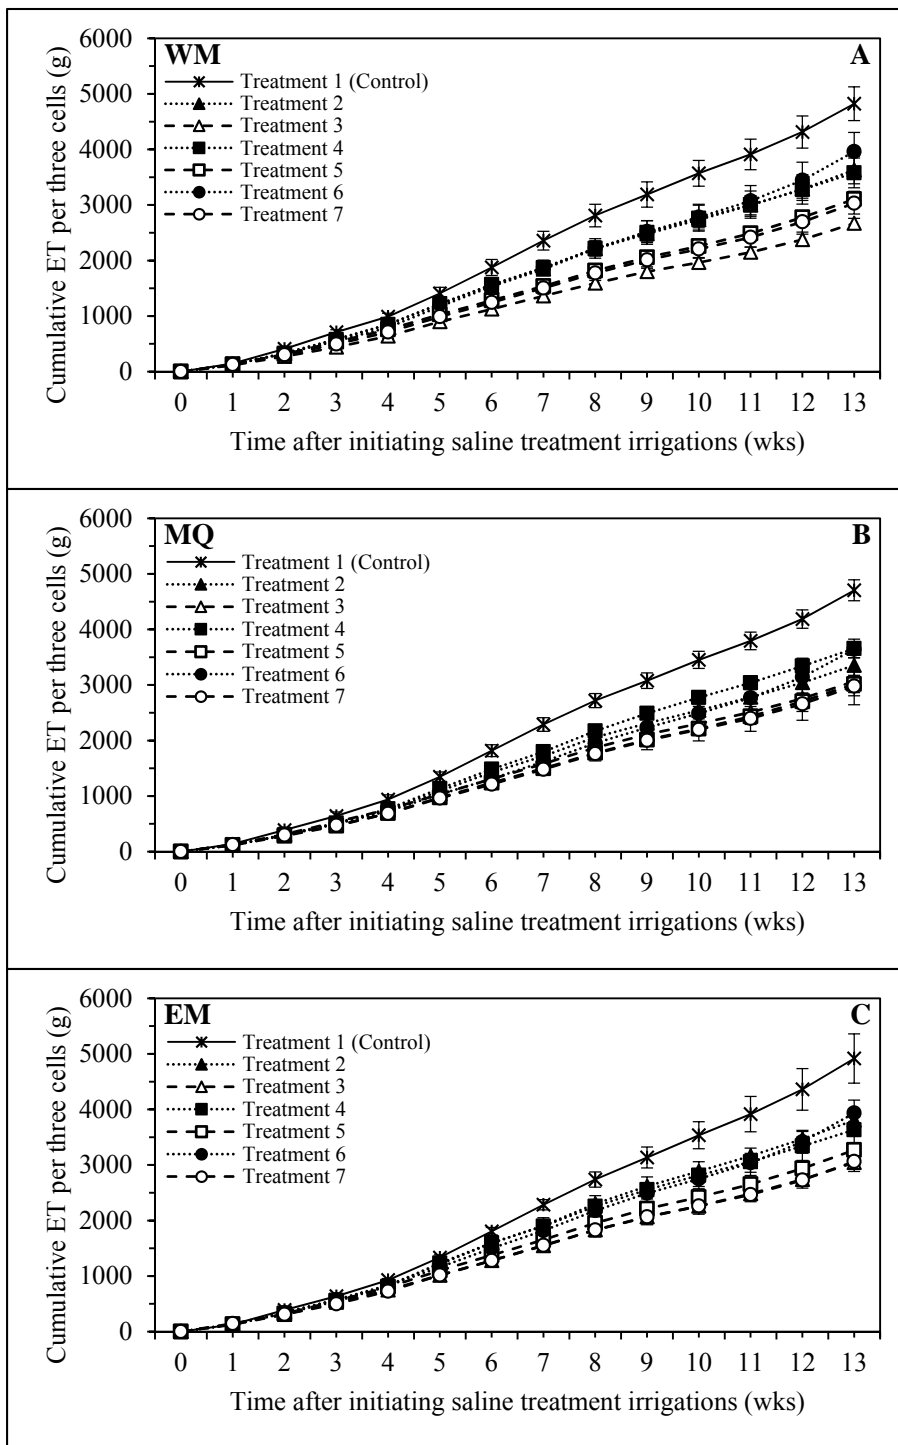 WM
A
Treatment 1 (Control)
Treatment 2
Treatment 3
Treatment 4
Treatment 5
Treatment 6
Treatment 7
Cumulative ET per three cells (g)
6000
5000
4000
3000
2000
1000
0
0 1 2 3 4 5 6 7 8 9 10 11 12 13
Time after initiating saline treatment irrigations (wks)
MQ
B
Treatment 1 (Control)
Treatment 2
Treatment 3
Treatment 4
Treatment 5
Treatment 6
Treatment 7
Cumulative ET per three cells (g)
6000
5000
4000
3000
2000
1000
0
0 1 2 3 4 5 6 7 8 9 10 11 12 13
Time after initiating saline treatment irrigations (wks)
EM
C
Treatment 1 (Control)
Treatment 2
Treatment 3
Treatment 4
Treatment 5
Treatment 6
Treatment 7
Cumulative ET per three cells (g)
6000
5000
4000
3000
2000
1000
0
0 1 2 3 4 5 6 7 8 9 10 11 12 13
Time after initiating saline treatment irrigations (wks)